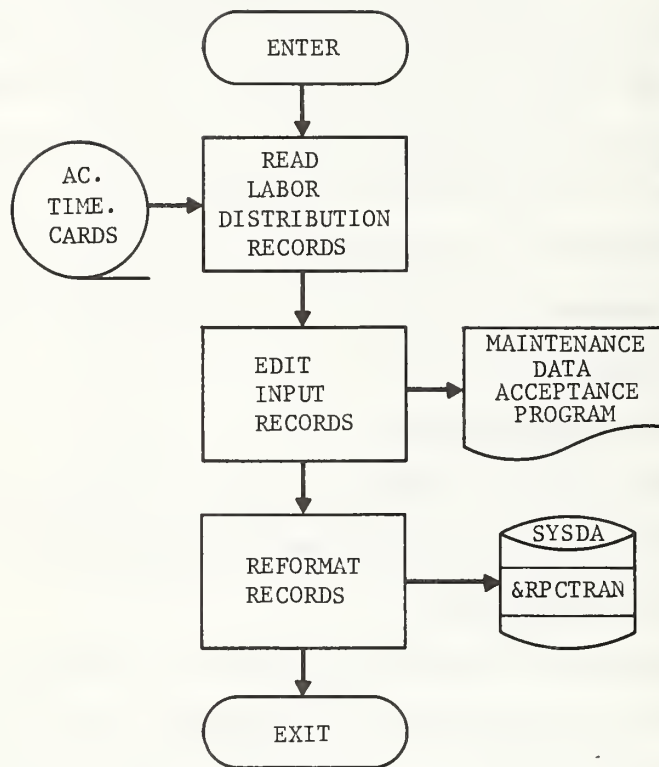 ENTER
AC.
TIME.
CARDS
READ
LABOR
DISTRIBUTION
RECORDS
EDIT
INPUT
RECORDS
MAINTENANCE
DATA
ACCEPTANCE
PROGRAM
REFORMAT
RECORDS
SYSDA
&RPCTRAN
EXIT